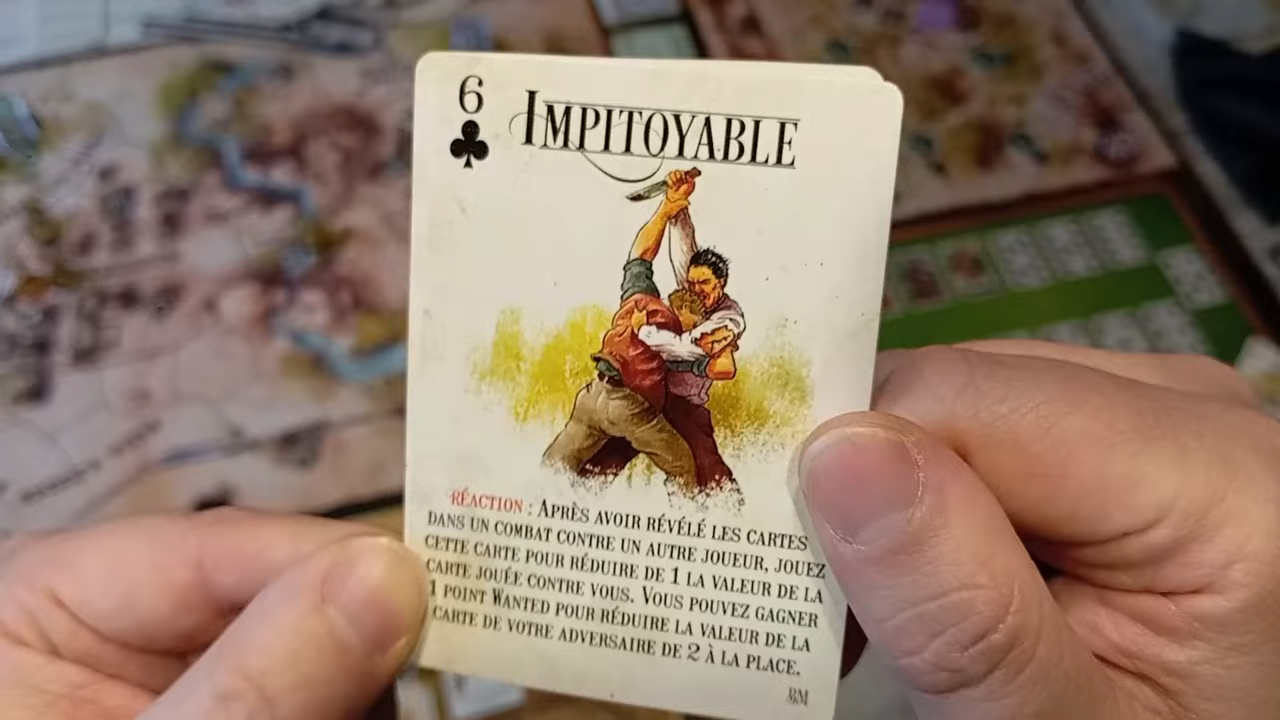 6
IMPITOYABLE
RÉACTION : APRÈS AVOIR RÉVÉLÉ LES CARTES
DANS UN COMBAT CONTRE UN AUTRE JOUEUR, JOUEZ
CETTE CARTE POUR RÉDUIRE DE 1 LA VALEUR DE LA
CARTE JOUÉE CONTRE VOUS. VOUS POUVEZ GAGNER
1 POINT WANTED POUR RÉDUIRE LA VALEUR DE LA
CARTE DE VOTRE ADVERSAIRE DE 2 À LA PLACE.
BM